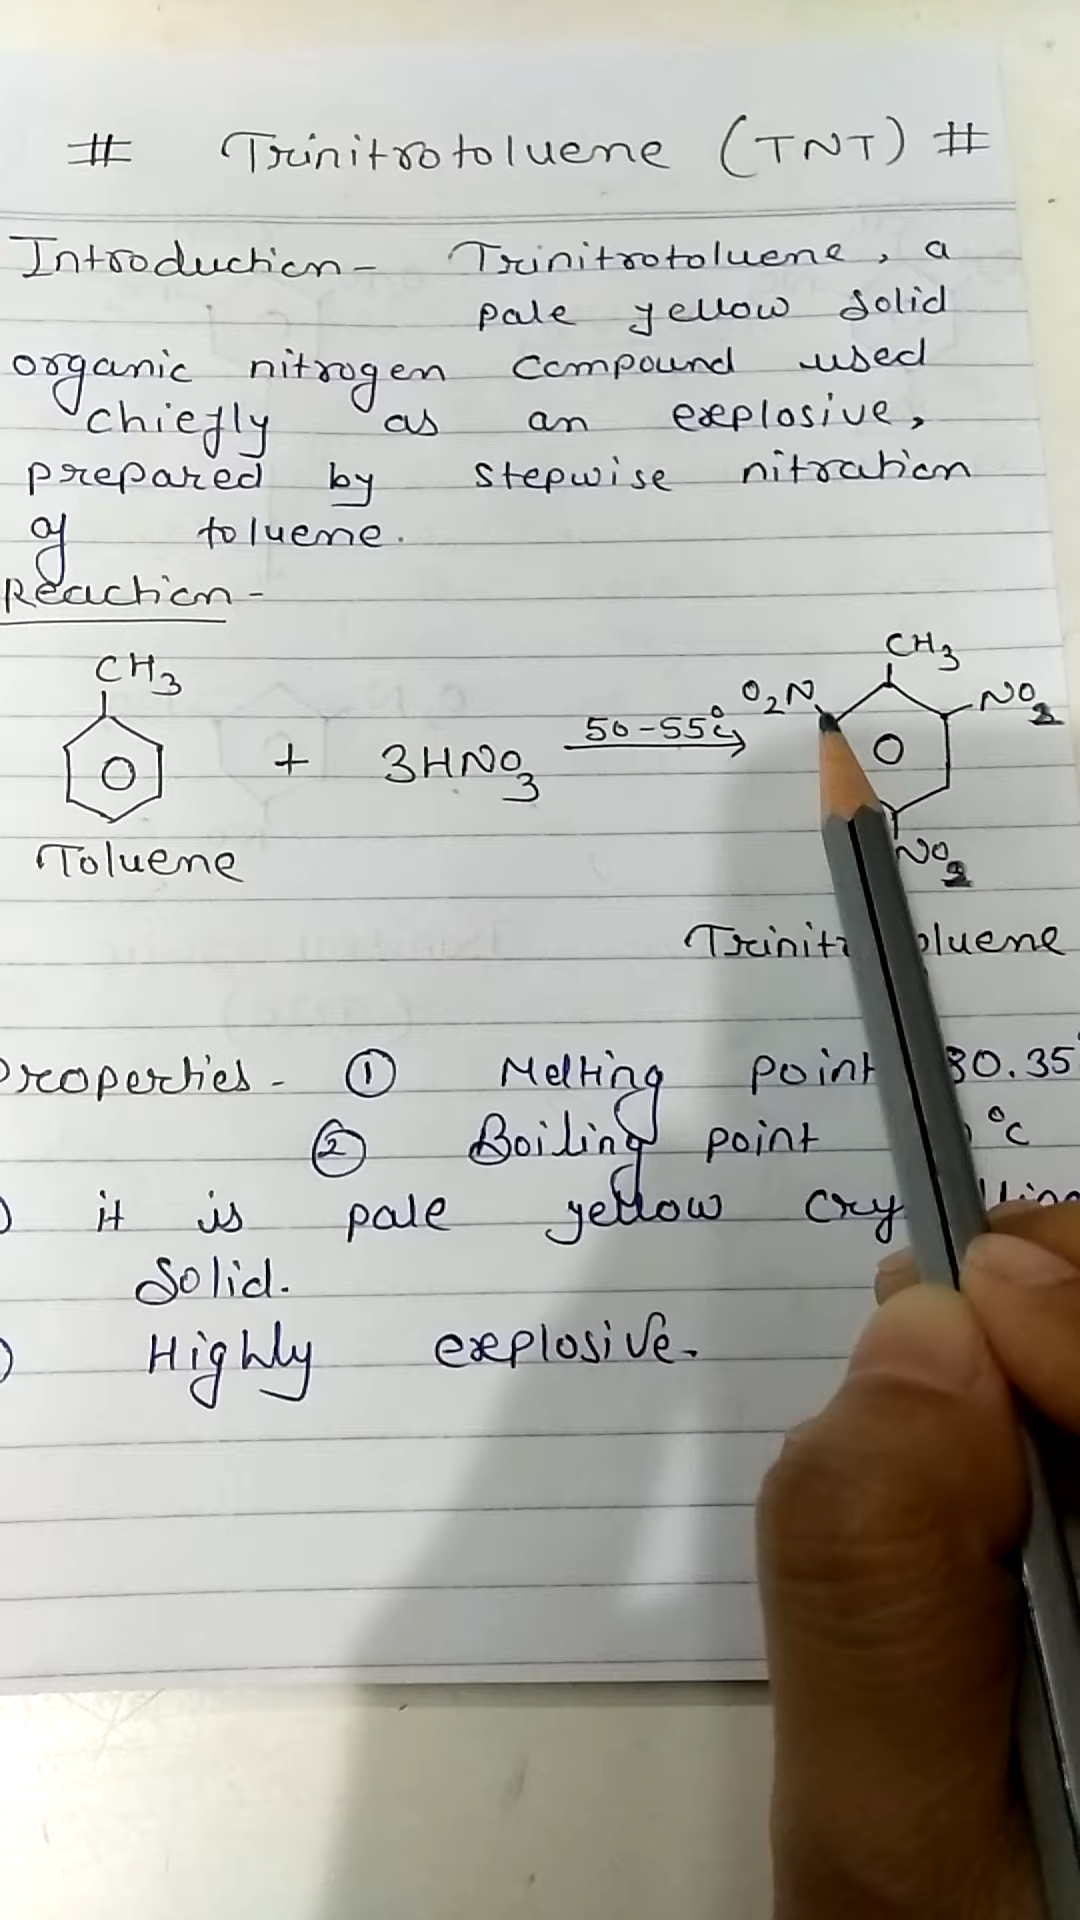 # Trinitrotoluene (TNT) #
Introduction- Trinitrotoluene, a
pale yellow solid
organic nitrogen compound used
chiefly as an explosive,
prepared by stepwise nitration
of toluene.
Reaction-
CH3 CH3
O2N NO2
+ 3HNO3 50-55°C
NO2
Toluene
Properties- ① Melting point 80.35°
② Boiling point °C
it is pale yellow
Solid.
Highly explosive.